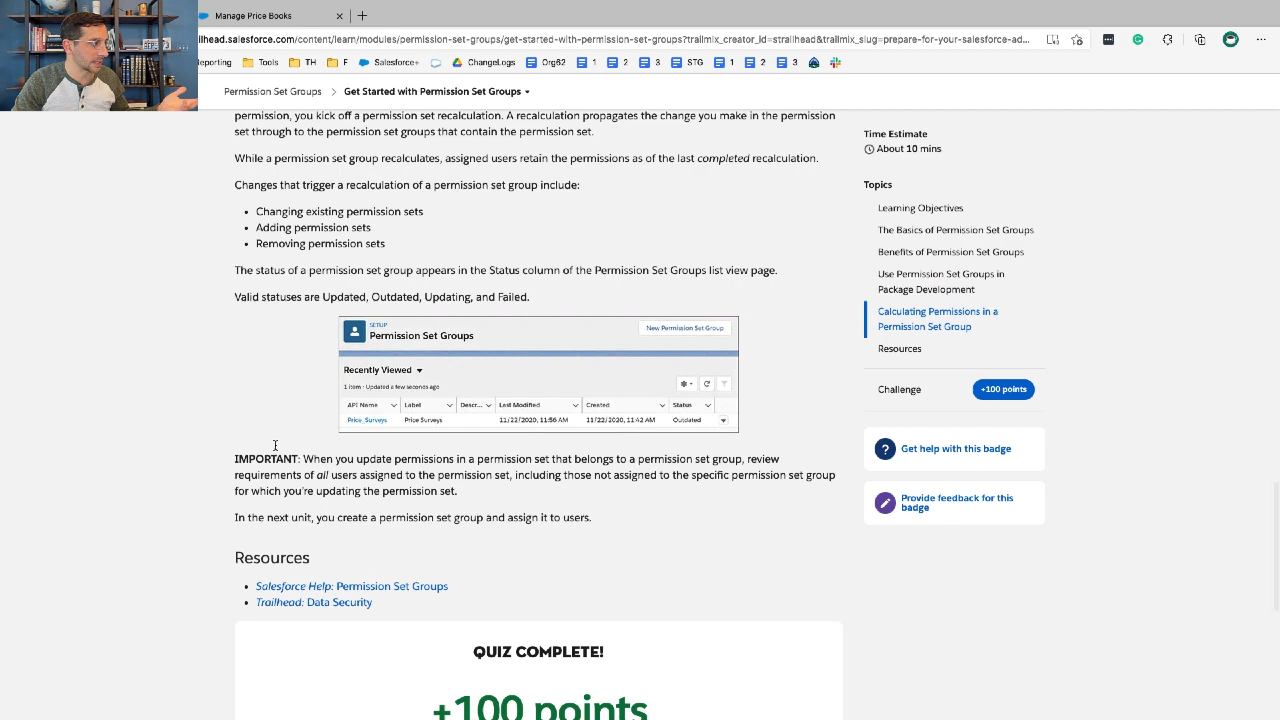 Manage Price Books
lhead.salesforce.com/content/learn/modules/permission-set-groups/get-started-with-permission-set-groups?trailmix_creator_id=strailhead&trailmix_slug=prepare-for-your-salesforce-ad...
eporting Tools TH F Salesforce+ ChangeLogs Org62 1 2 3 STG 1 2 3
Permission Set Groups > Get Started with Permission Set Groups
permission, you kick off a permission set recalculation. A recalculation propagates the change you make in the permission
set through to the permission set groups that contain the permission set.
While a permission set group recalculates, assigned users retain the permissions as of the last completed recalculation.
Changes that trigger a recalculation of a permission set group include:
• Changing existing permission sets
• Adding permission sets
• Removing permission sets
The status of a permission set group appears in the Status column of the Permission Set Groups list view page.
Valid statuses are Updated, Outdated, Updating, and Failed.
SETUP
Permission Set Groups
New Permission Set Group
Recently Viewed
1 item • Updated a few seconds ago
API Name Label Descr... Last Modified Created Status
Price_Surveys Price Surveys 11/22/2020, 11:56 AM 11/22/2020, 11:42 AM Outdated
IMPORTANT: When you update permissions in a permission set that belongs to a permission set group, review
requirements of all users assigned to the permission set, including those not assigned to the specific permission set group
for which you're updating the permission set.
In the next unit, you create a permission set group and assign it to users.
Resources
• Salesforce Help: Permission Set Groups
• Trailhead: Data Security
QUIZ COMPLETE!
+100 points
Time Estimate
About 10 mins
Topics
Learning Objectives
The Basics of Permission Set Groups
Benefits of Permission Set Groups
Use Permission Set Groups in
Package Development
Calculating Permissions in a
Permission Set Group
Resources
Challenge +100 points
Get help with this badge
Provide feedback for this
badge